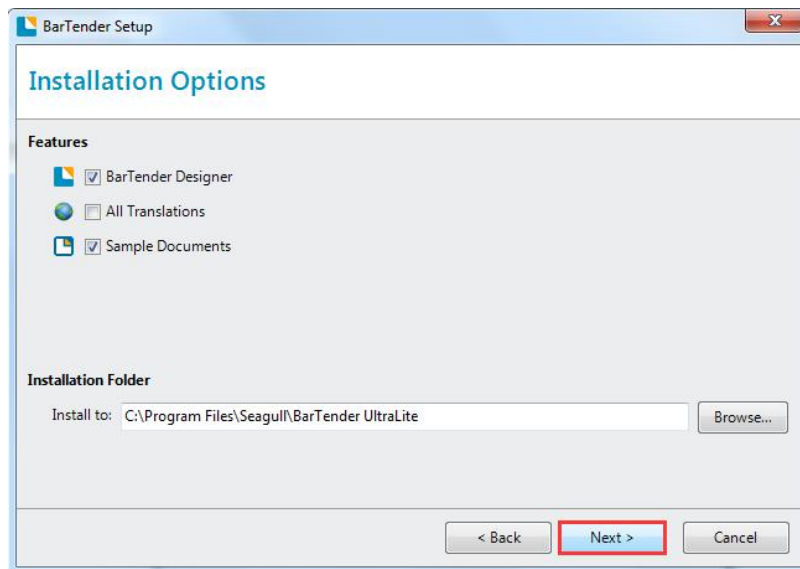 BarTender Setup
Installation Options
Features
BarTender Designer
All Translations
Sample Documents
Installation Folder
Install to: C:\Program Files\Seagull\BarTender UltraLite Browse...
< Back Next > Cancel